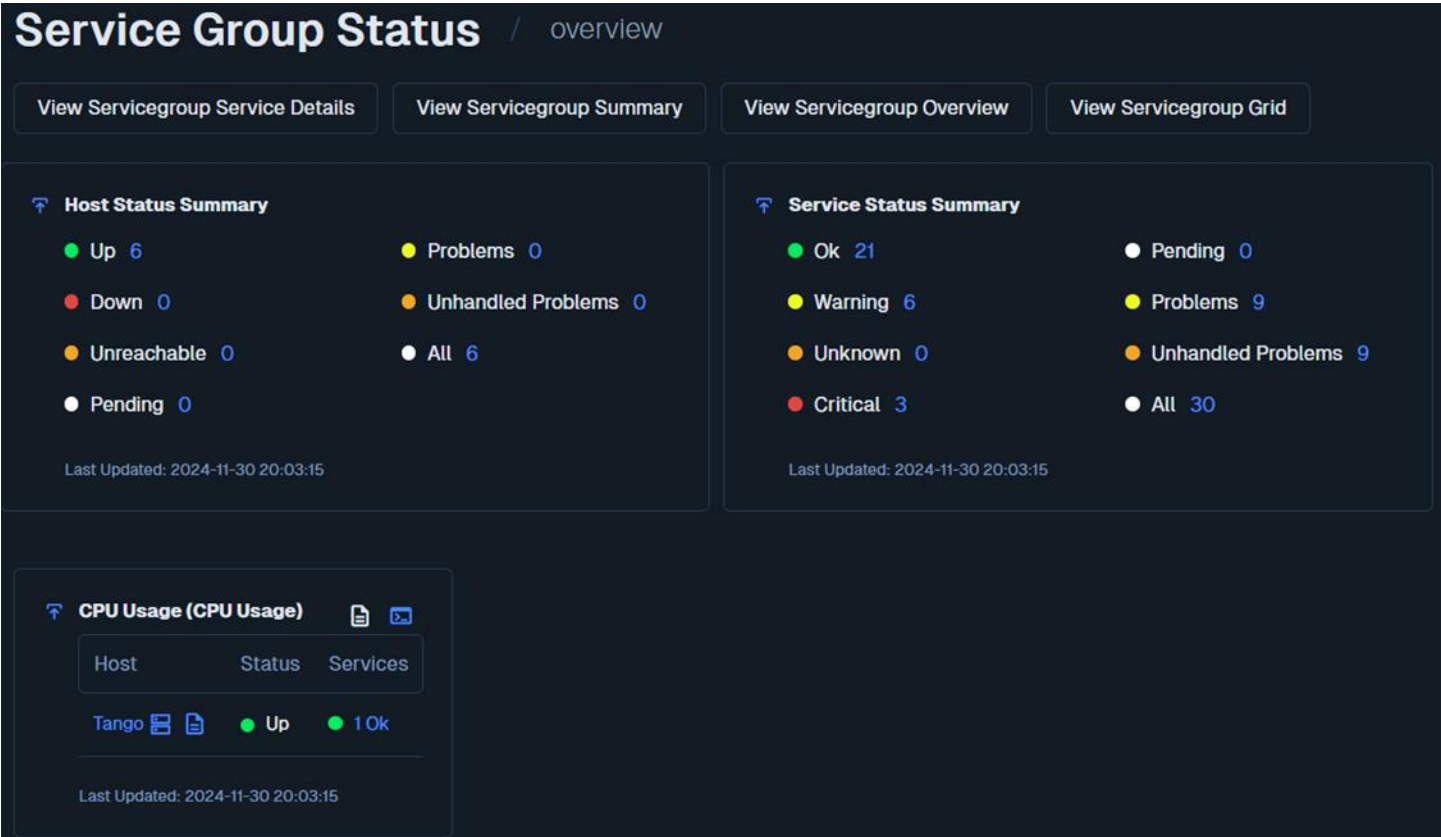 Service Group Status / overview
View Servicegroup Service Details View Servicegroup Summary View Servicegroup Overview View Servicegroup Grid
Host Status Summary
Up 6 Problems 0
Down 0 Unhandled Problems 0
Unreachable 0 All 6
Pending 0
Last Updated: 2024-11-30 20:03:15
Service Status Summary
Ok 21 Pending 0
Warning 6 Problems 9
Unknown 0 Unhandled Problems 9
Critical 3 All 30
Last Updated: 2024-11-30 20:03:15
CPU Usage (CPU Usage)
Host Status Services
Tango Up 1 Ok
Last Updated: 2024-11-30 20:03:15